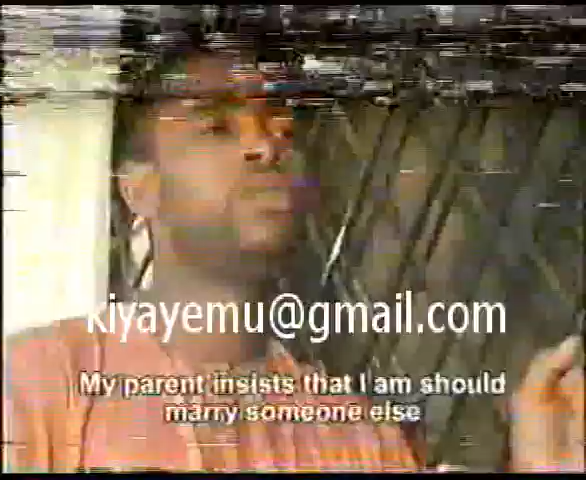 kiyayemu@gmail.com
My parent insists that I am should
marry someone else